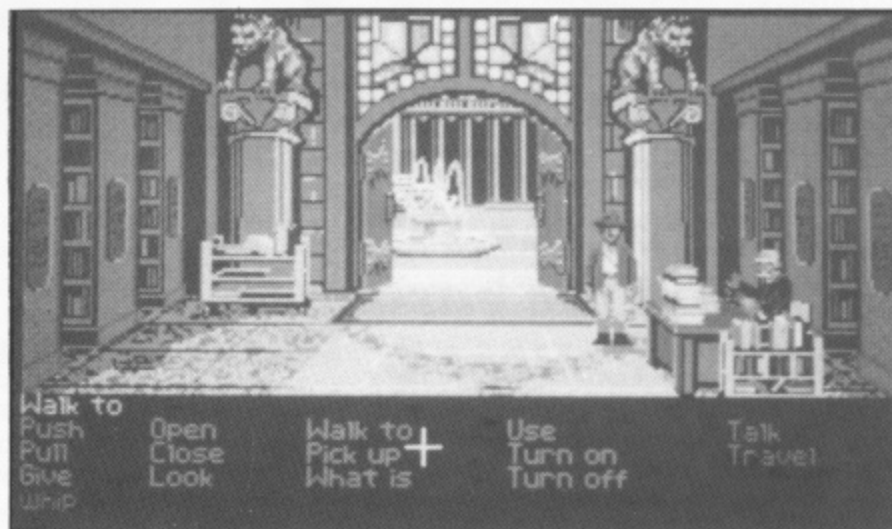 Walk to
Push Open Walk to Use Talk
Pull Close Pick up Turn on Travel
Give Look What is Turn off
Whip